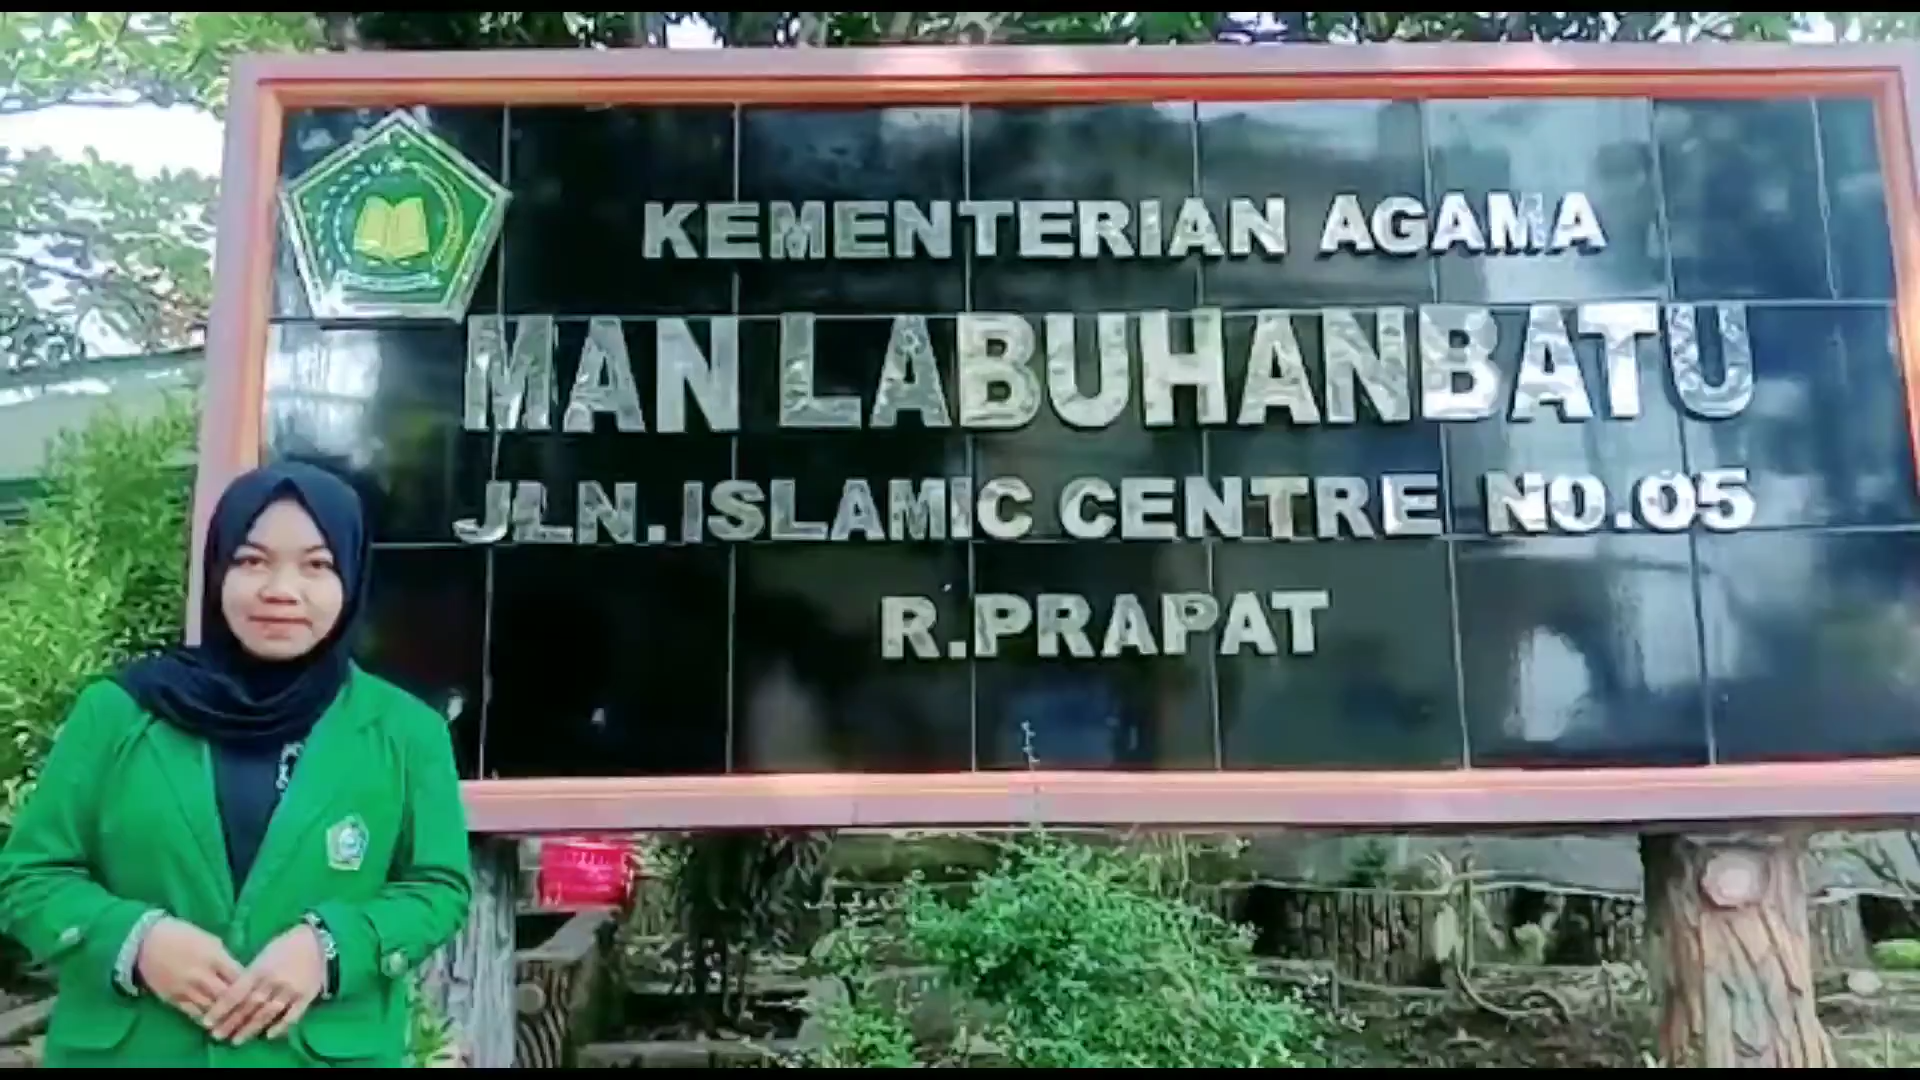 KEMENTERIAN AGAMA
MAN LABUHANBATU
JLN. ISLAMIC CENTRE NO.05
R.PRAPAT